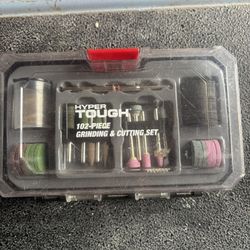 HYPER
TOUGH
102-PIECE
GRINDING & CUTTING SET